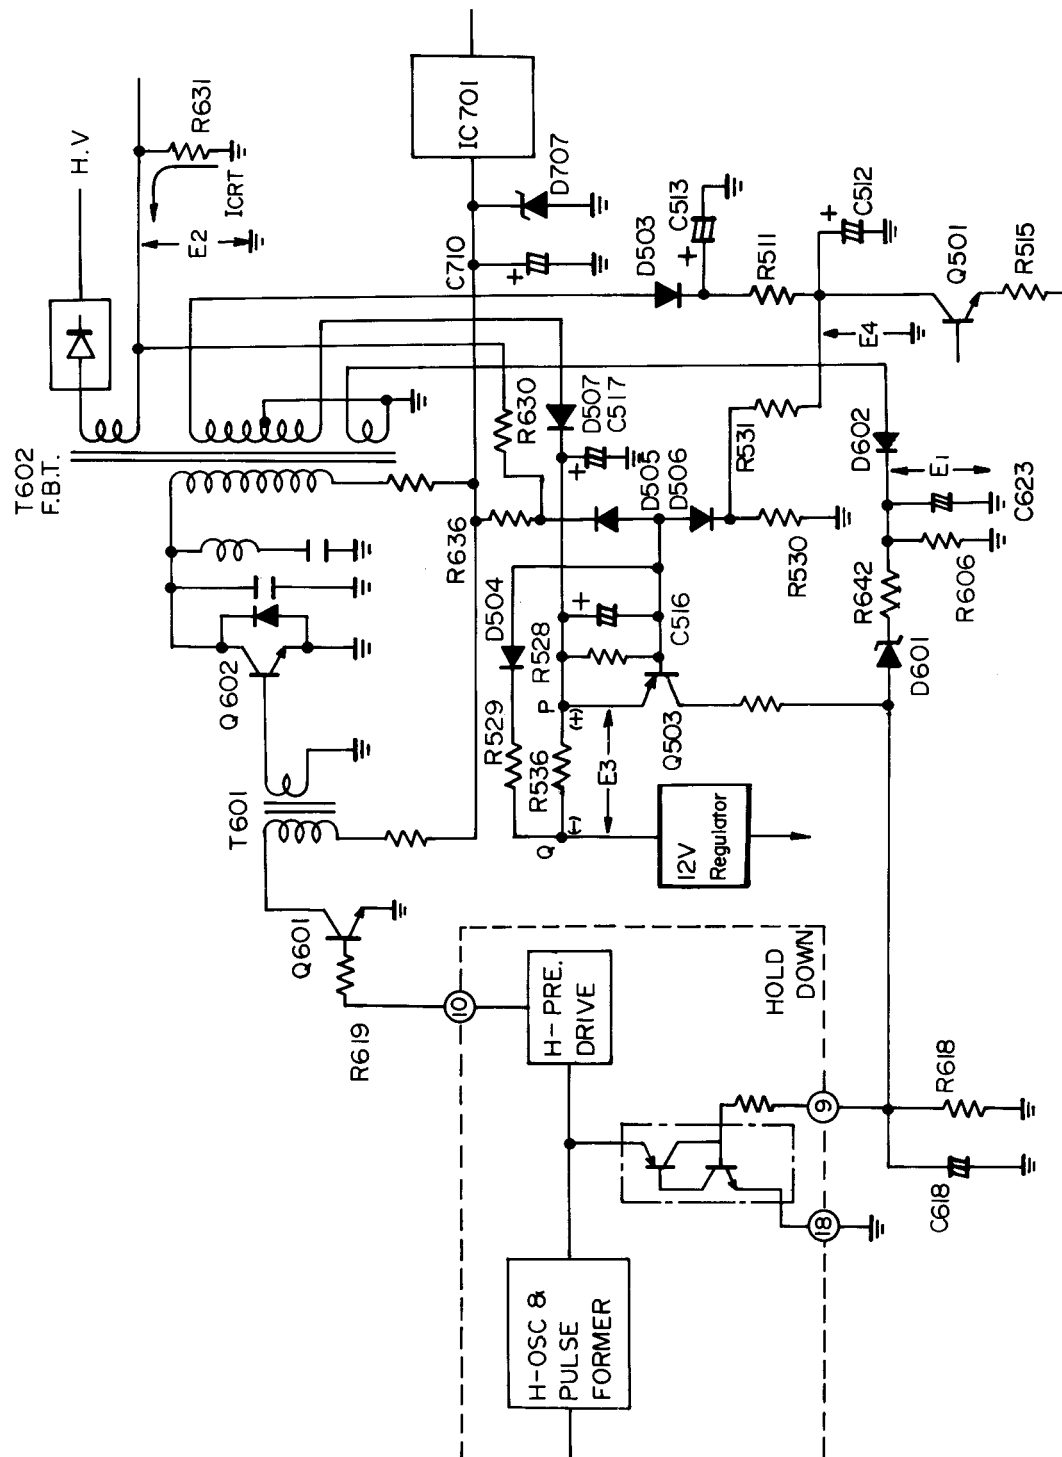 T602
F.B.T.
H.V
R631
ICRT
E2
IC 701
D707
C710
+
D503
C513
+
R511
C512
+
Q501
R515
E4
R630
D507
C517
+
R531
D505
D506
R636
R530
D602
E1
C623
R606
R642
D601
D504
+
C516
R528
P
(+)
R529
R536
E3
Q503
Q
(-)
12V
Regulator
Q602
T601
Q601
R619
10
H-PRE.
DRIVE
HOLD
DOWN
9
18
R618
C618
H-OSC &
PULSE
FORMER